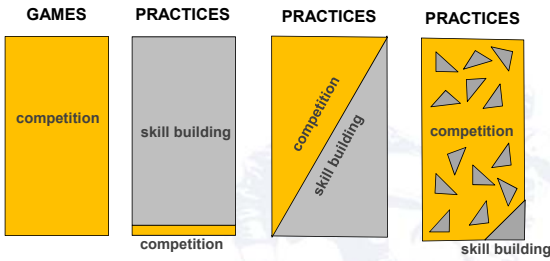 GAMES
PRACTICES
PRACTICES
PRACTICES
competition
skill building
competition
competition
skill building
competition
skill building